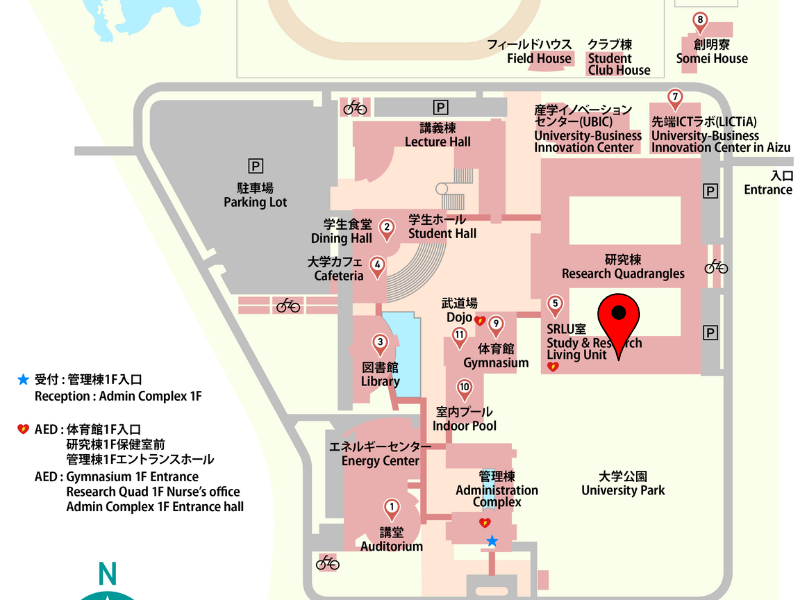 8
フィールドハウス
Field House
クラブ棟
Student
Club House
創明寮
Somei House
7
P
講義棟
Lecture Hall
産学イノベーション
センター(UBIC)
University-Business
Innovation Center
先端ICTラボ(LICTiA)
University-Business
Innovation Center in Aizu
P
駐車場
Parking Lot
入口
Entrance
P
学生食堂
Dining Hall
2
学生ホール
Student Hall
大学カフェ
Cafeteria
4
研究棟
Research Quadrangles
武道場
Dojo
11
9
体育館
Gymnasium
5
SRLU室
Study & Research
Living Unit
P
3
図書館
Library
10
室内プール
Indoor Pool
受付 : 管理棟1F入口
Reception : Admin Complex 1F
AED : 体育館1F入口
研究棟1F保健室前
管理棟1Fエントランスホール
AED : Gymnasium 1F Entrance
Research Quad 1F Nurse's office
Admin Complex 1F Entrance hall
エネルギーセンター
Energy Center
管理棟
Administration
Complex
大学公園
University Park
1
講堂
Auditorium
N